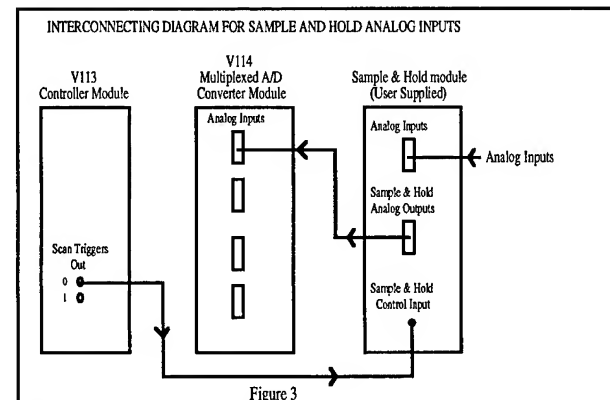 INTERCONNECTING DIAGRAM FOR SAMPLE AND HOLD ANALOG INPUTS
V113
Controller Module
Scan Triggers
Out
0
1
V114
Multiplexed A/D
Converter Module
Analog Inputs
Sample & Hold module
(User Supplied)
Analog Inputs
Analog Inputs
Sample & Hold
Analog Outputs
Sample & Hold
Control Input
Figure 3